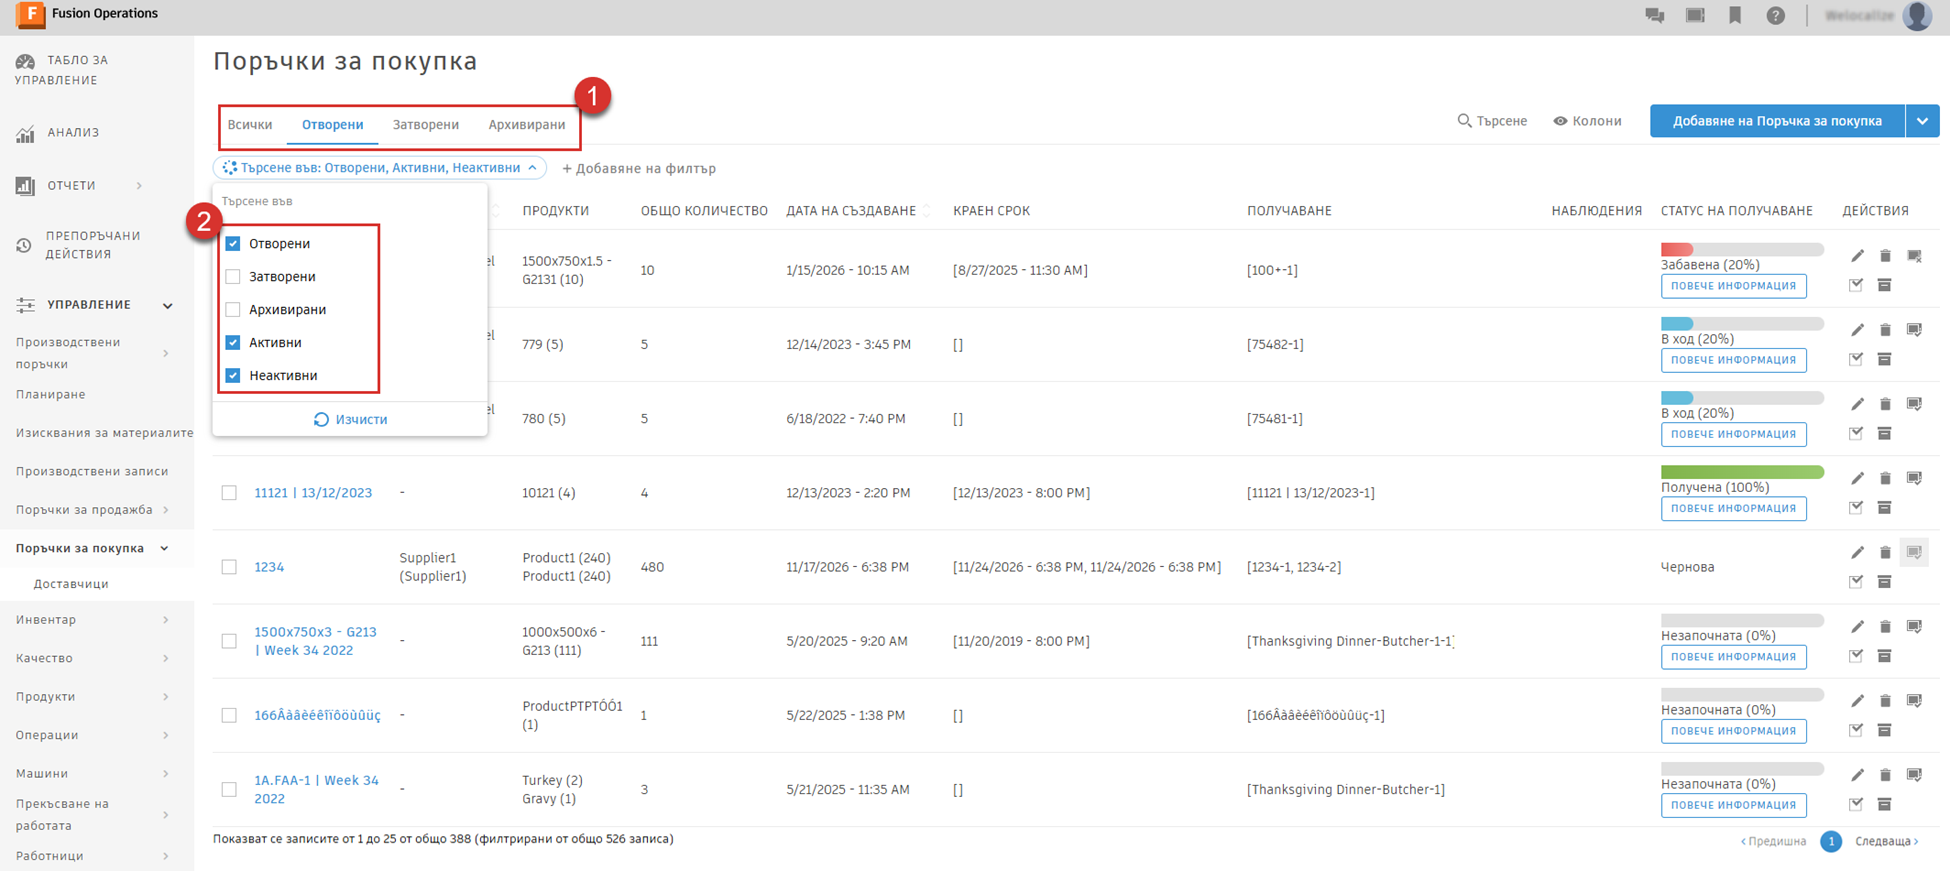 Fusion Operations
Welocalize
ТАБЛО ЗА
УПРАВЛЕНИЕ
АНАЛИЗ
ОТЧЕТИ
ПРЕПОРЪЧАНИ
ДЕЙСТВИЯ
УПРАВЛЕНИЕ
Производствени
поръчки
Планиране
Изисквания за материалите
Производствени записи
Поръчки за продажба
Поръчки за покупка
Доставчици
Инвентар
Качество
Продукти
Операции
Машини
Прекъсване на
работата
Работници
Поръчки за покупка
1
Всички Отворени Затворени Архивирани
Търсене Колони Добавяне на Поръчка за покупка
Търсене във: Отворени, Активни, Неактивни + Добавяне на филтър
Търсене във
2
Отворени
Затворени
Архивирани
Активни
Неактивни
Изчисти
ПРОДУКТИ ОБЩО КОЛИЧЕСТВО ДАТА НА СЪЗДАВАНЕ КРАЕН СРОК ПОЛУЧАВАНЕ НАБЛЮДЕНИЯ СТАТУС НА ПОЛУЧАВАНЕ ДЕЙСТВИЯ
el 1500x750x1.5 -
G2131 (10) 10 1/15/2026 - 10:15 AM [8/27/2025 - 11:30 AM] [100+-1] Забавена (20%)
ПОВЕЧЕ ИНФОРМАЦИЯ
el 779 (5) 5 12/14/2023 - 3:45 PM [] [75482-1] В ход (20%)
ПОВЕЧЕ ИНФОРМАЦИЯ
el 780 (5) 5 6/18/2022 - 7:40 PM [] [75481-1] В ход (20%)
ПОВЕЧЕ ИНФОРМАЦИЯ
11121 | 13/12/2023 - 10121 (4) 4 12/13/2023 - 2:20 PM [12/13/2023 - 8:00 PM] [11121 | 13/12/2023-1] Получена (100%)
ПОВЕЧЕ ИНФОРМАЦИЯ
1234 Supplier1
(Supplier1) Product1 (240)
Product1 (240) 480 11/17/2026 - 6:38 PM [11/24/2026 - 6:38 PM, 11/24/2026 - 6:38 PM] [1234-1, 1234-2] Чернова
1500x750x3 - G213
| Week 34 2022 - 1000x500x6 -
G213 (111) 111 5/20/2025 - 9:20 AM [11/20/2019 - 8:00 PM] [Thanksgiving Dinner-Butcher-1-1] Незапочната (0%)
ПОВЕЧЕ ИНФОРМАЦИЯ
166Âàâèéêîïôöùûüç - ProductPTPTÓÓ1
(1) 1 5/22/2025 - 1:38 PM [] [166Âàâèéêîïôöùûüç-1] Незапочната (0%)
ПОВЕЧЕ ИНФОРМАЦИЯ
1A.FAA-1 | Week 34
2022 - Turkey (2)
Gravy (1) 3 5/21/2025 - 11:35 AM [] [Thanksgiving Dinner-Butcher-1] Незапочната (0%)
ПОВЕЧЕ ИНФОРМАЦИЯ
Показват се записите от 1 до 25 от общо 388 (филтрирани от общо 526 записа)
Предишна 1 Следваща